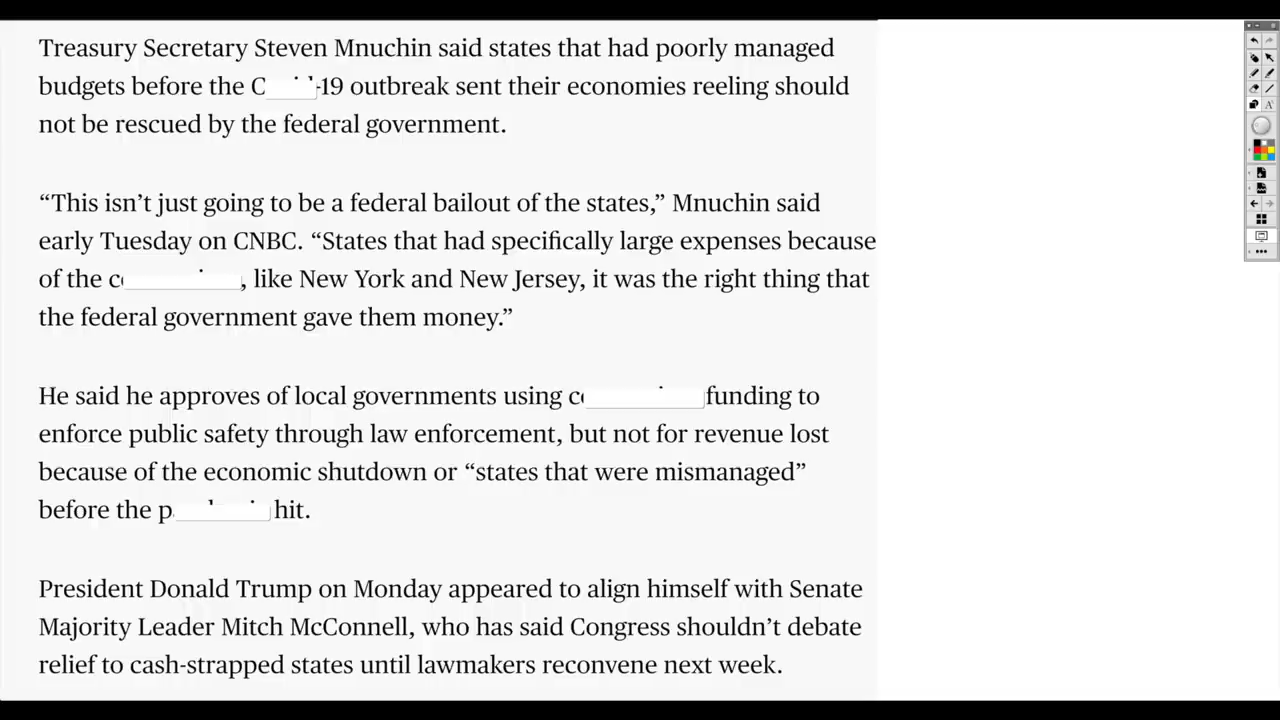 Treasury Secretary Steven Mnuchin said states that had poorly managed
budgets before the C -19 outbreak sent their economies reeling should
not be rescued by the federal government.
“This isn’t just going to be a federal bailout of the states,” Mnuchin said
early Tuesday on CNBC. “States that had specifically large expenses because
of the c , like New York and New Jersey, it was the right thing that
the federal government gave them money.”
He said he approves of local governments using c funding to
enforce public safety through law enforcement, but not for revenue lost
because of the economic shutdown or “states that were mismanaged”
before the p hit.
President Donald Trump on Monday appeared to align himself with Senate
Majority Leader Mitch McConnell, who has said Congress shouldn’t debate
relief to cash-strapped states until lawmakers reconvene next week.